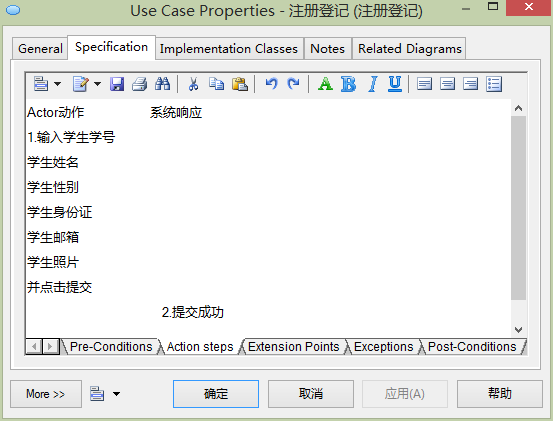 Use Case Properties - 注册登记 (注册登记)
General Specification Implementation Classes Notes Related Diagrams
A B I U
Actor动作 系统响应
1.输入学生学号
学生姓名
学生性别
学生身份证
学生邮箱
学生照片
并点击提交
2.提交成功
Pre-Conditions Action steps Extension Points Exceptions Post-Conditions
More >> 确定 取消 应用(A) 帮助